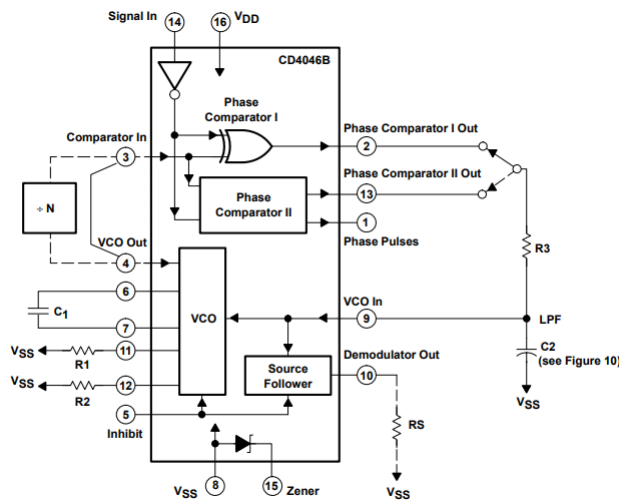 Signal In
14
16
VDD
CD4046B
Phase
Comparator I
Comparator In
3
Phase Comparator I Out
2
÷ N
Phase
Comparator II
Phase Comparator II Out
13
1
Phase Pulses
VCO Out
4
R3
6
C1
7
VCO
VCO In
9
LPF
VSS
R1
11
C2
(see Figure 10)
VSS
R2
12
Source
Follower
Demodulator Out
10
VSS
5
Inhibit
RS
VSS
8
15
Zener
VSS